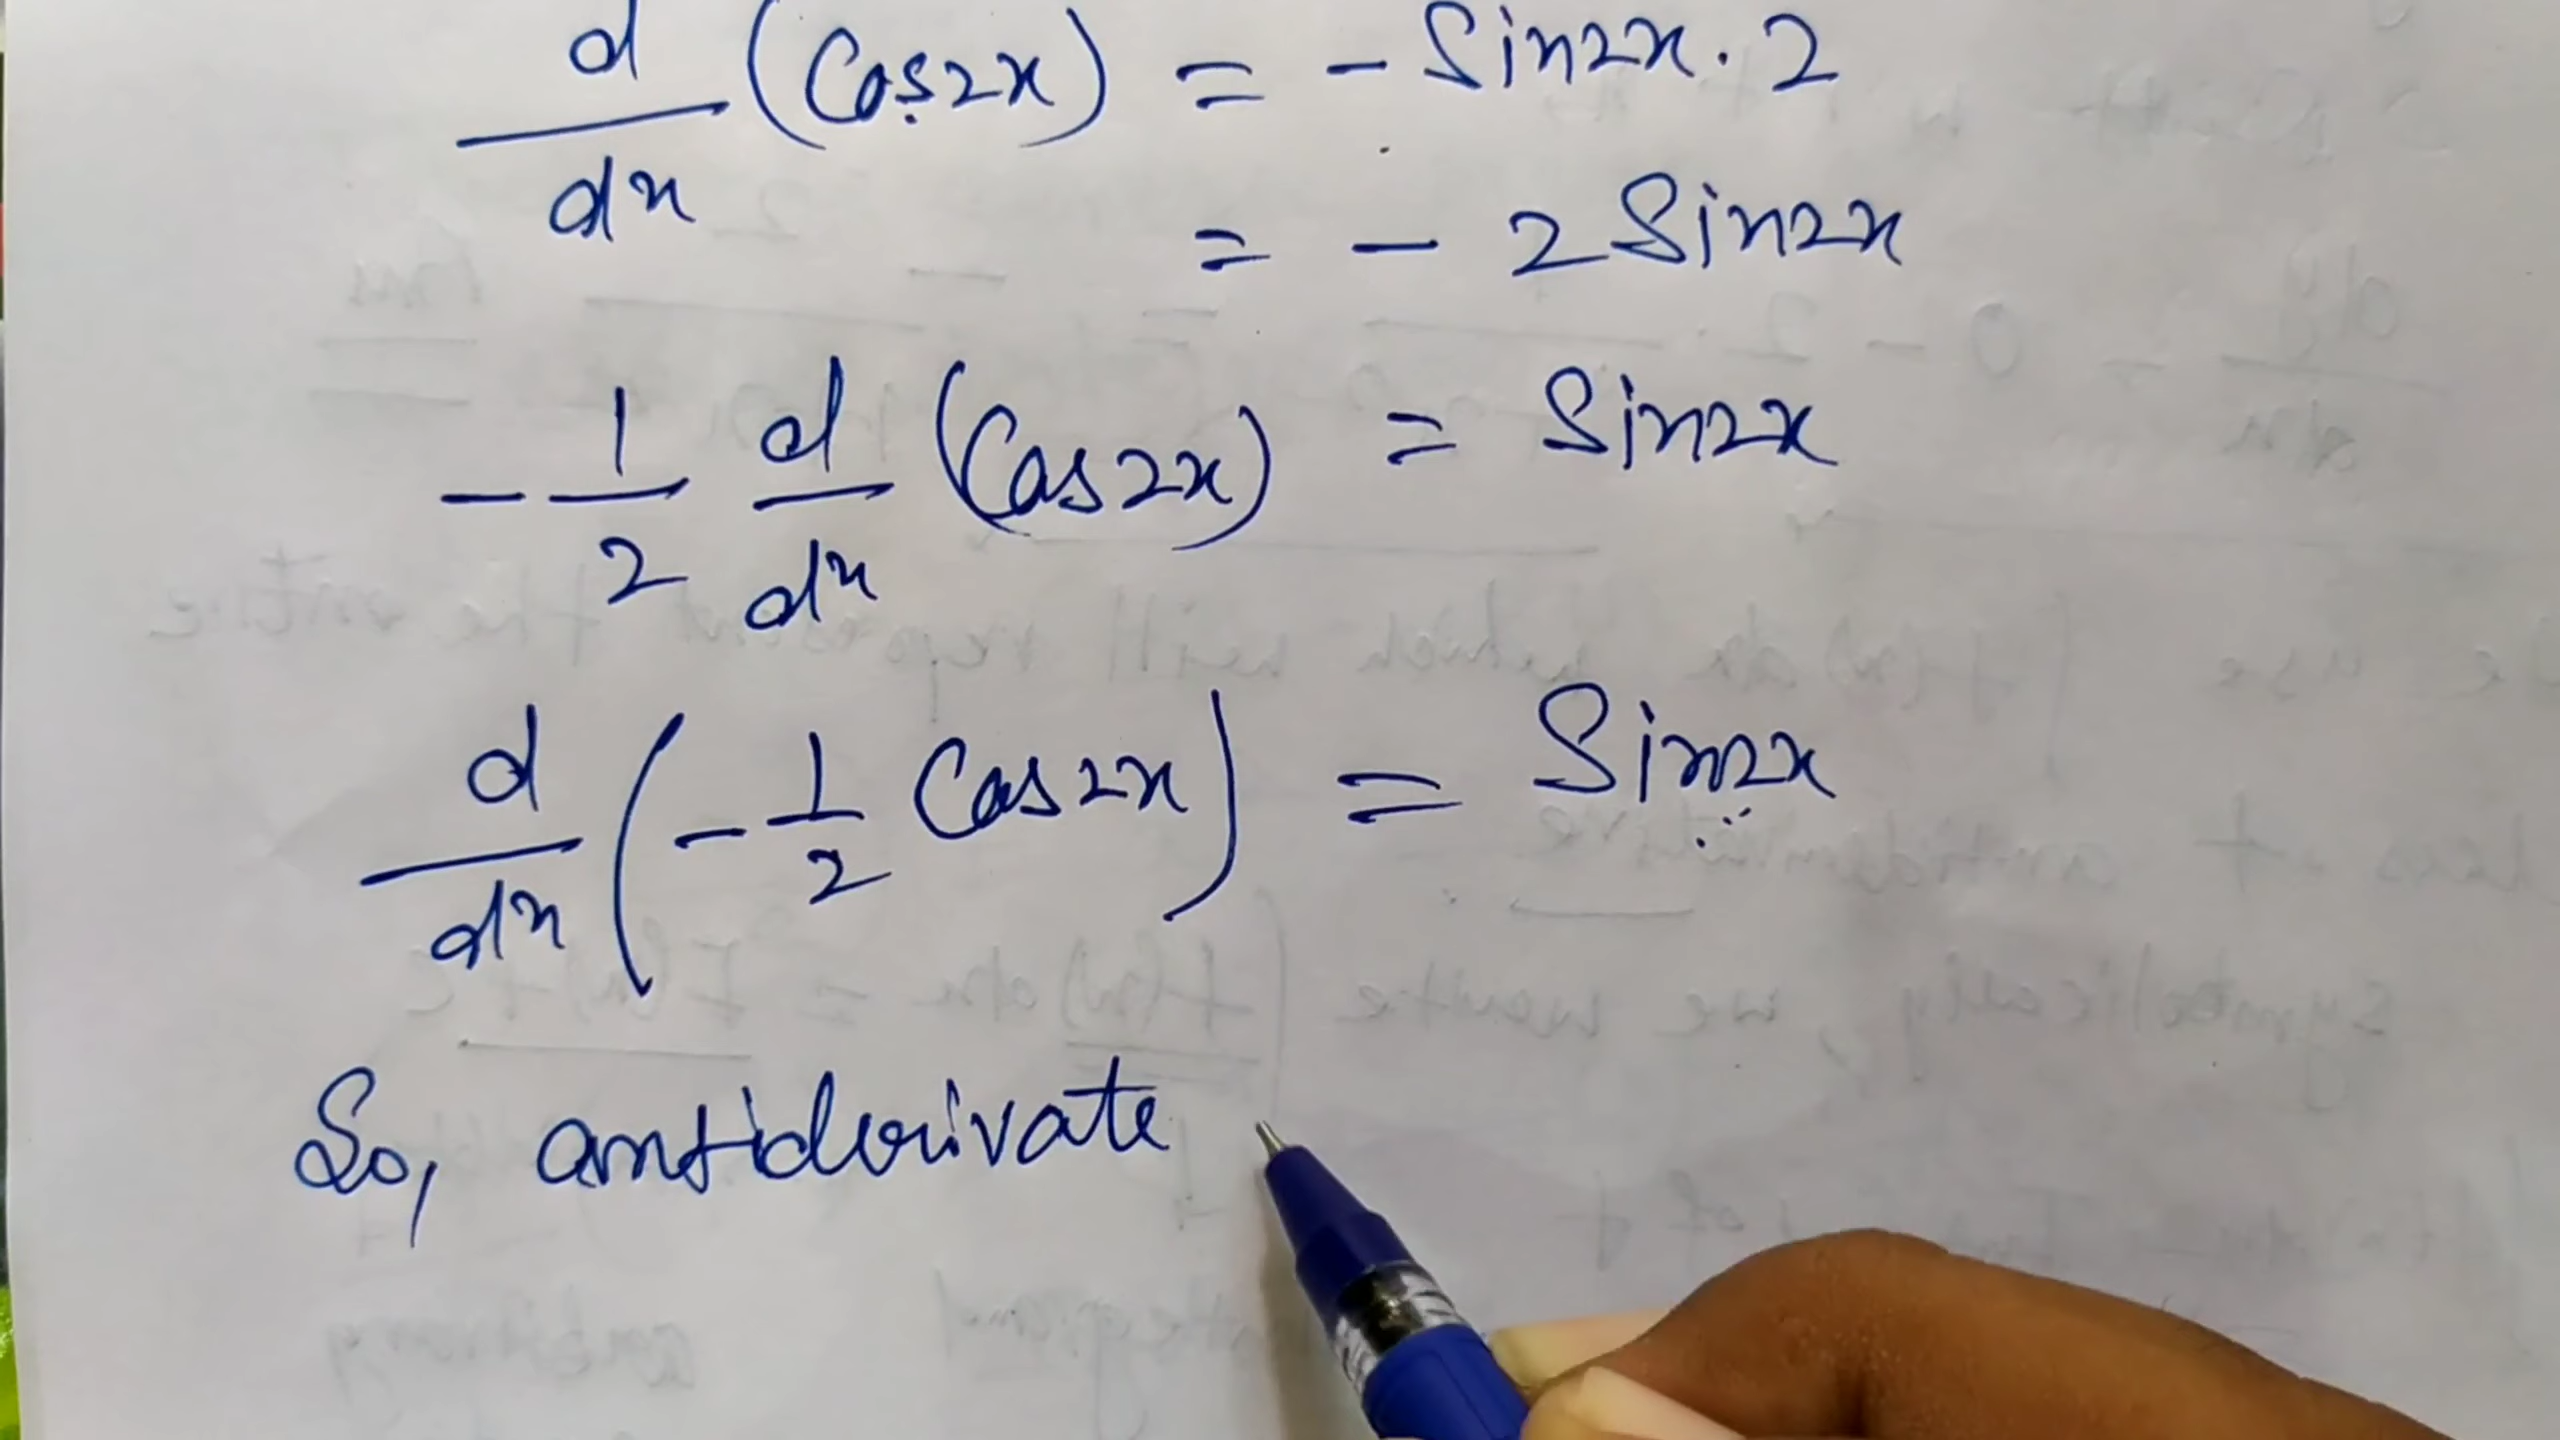 d/dx (Cos2x) = - Sin2x . 2
= - 2 Sin2x
- 1/2 d/dx (Cos2x) = Sin2x
d/dx (- 1/2 Cos2x) = Sin2x
So, antiderivate